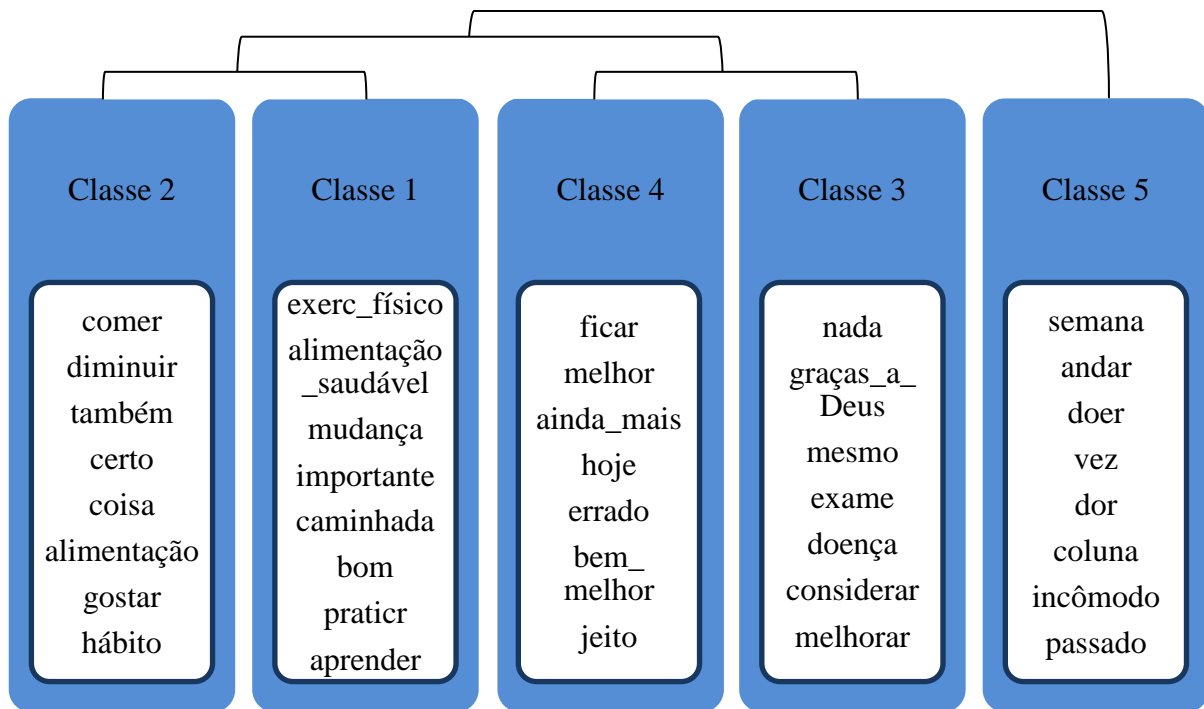 Classe 2
comer
diminuir
também
certo
coisa
alimentação
gostar
hábito
Classe 1
exerc_físico
alimentação
_saudável
mudança
importante
caminhada
bom
praticr
aprender
Classe 4
ficar
melhor
ainda_mais
hoje
errado
bem_
melhor
jeito
Classe 3
nada
graças_a_
Deus
mesmo
exame
doença
considerar
melhorar
Classe 5
semana
andar
doer
vez
dor
coluna
incômodo
passado